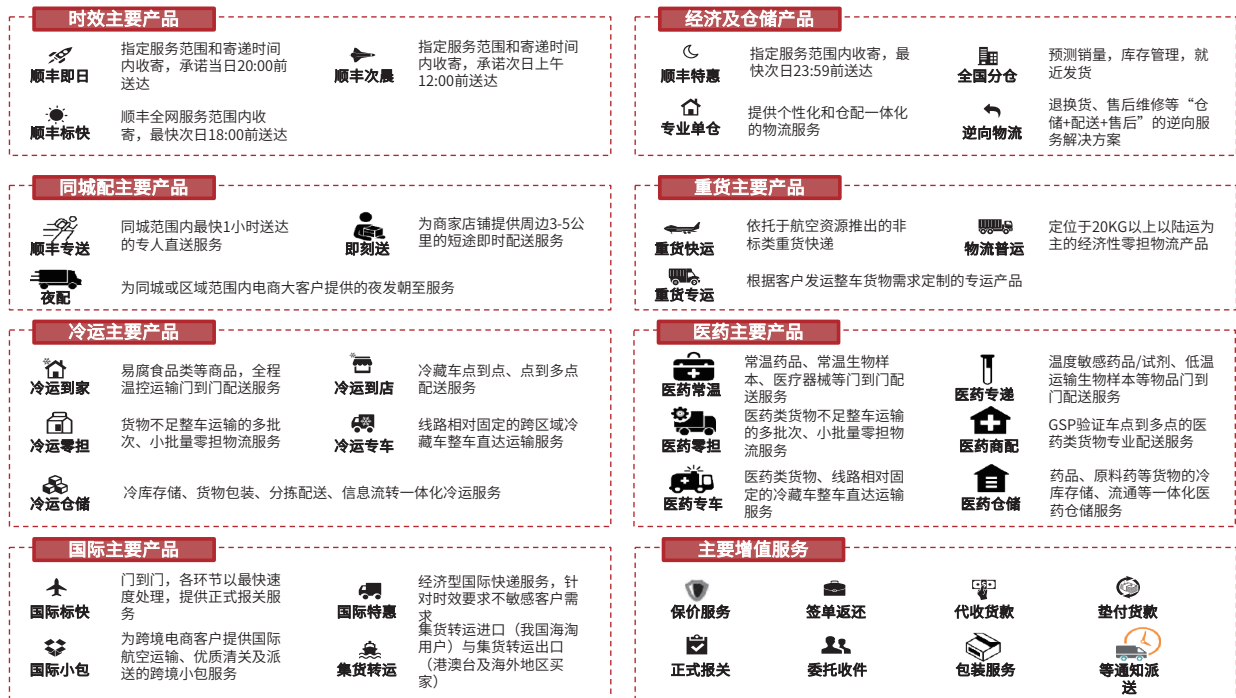 时效主要产品
顺丰即日
指定服务范围和寄递时间
内收寄，承诺当日20:00前
送达
顺丰次晨
指定服务范围和寄递时间
内收寄，承诺次日上午
12:00前送达
顺丰标快
顺丰全网服务范围内收
寄，最快次日18:00前送达
经济及仓储产品
顺丰特惠
指定服务范围内收寄，最
快次日23:59前送达
全国分仓
预测销量，库存管理，就
近发货
专业单仓
提供个性化和仓配一体化
的物流服务
逆向物流
退换货、售后维修等“仓
储+配送+售后”的逆向服
务解决方案
同城配主要产品
顺丰专送
同城范围内最快1小时送达
的专人直送服务
即刻送
为商家店铺提供周边3-5公
里的短途即时配送服务
夜配
为同城或区域范围内电商大客户提供的夜发朝至服务
重货主要产品
重货快运
依托于航空资源推出的非
标类重货快递
物流普运
定位于20KG以上以陆运为
主的经济性零担物流产品
重货专运
根据客户发运整车货物需求定制的专运产品
冷运主要产品
冷运到家
易腐食品类等商品，全程
温控运输门到门配送服务
冷运到店
冷藏车点到点、点到多点
配送服务
冷运零担
货物不足整车运输的多批
次、小批量零担物流服务
冷运专车
线路相对固定的跨区域冷
藏车整车直达运输服务
冷运仓储
冷库存储、货物包装、分拣配送、信息流转一体化冷运服务
医药主要产品
医药常温
常温药品、常温生物样
本、医疗器械等门到门配
送服务
医药专递
温度敏感药品/试剂、低温
运输生物样本等物品门到
门配送服务
医药零担
医药类货物不足整车运输
的多批次、小批量零担物
流服务
医药商配
GSP验证车点到多点的医
药类货物专业配送服务
医药专车
医药类货物、线路相对固
定的冷藏车整车直达运输
服务
医药仓储
药品、原料药等货物的冷
库存储、流通等一体化医
药仓储服务
国际主要产品
国际标快
门到门，各环节以最快速
度处理，提供正式报关服
务
国际特惠
经济型国际快递服务，针
对时效要求不敏感客户需
求
国际小包
为跨境电商客户提供国际
航空运输、优质清关及派
送的跨境小包服务
集货转运
集货转运进口（我国海淘
用户）与集货转运出口
（港澳台及海外地区买
家）
主要增值服务
保价服务
签单返还
代收货款
垫付货款
正式报关
委托收件
包装服务
等通知派
送